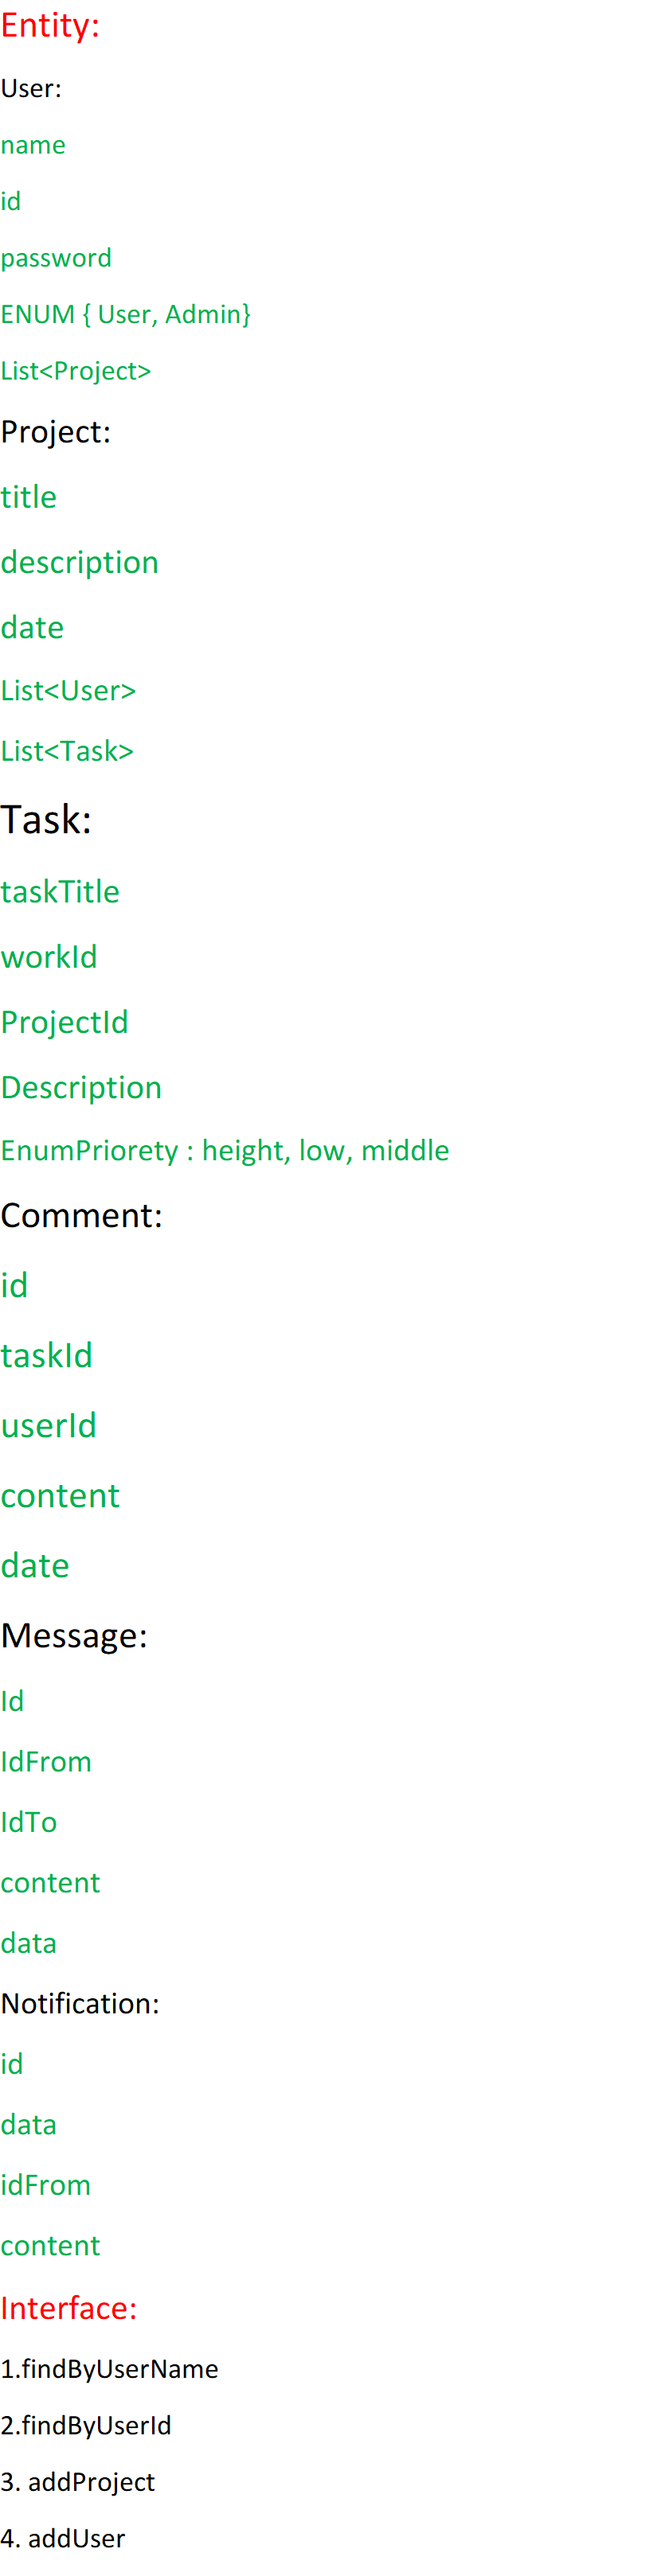 Entity:
User:
name
id
password
ENUM { User, Admin}
List<Project>
Project:
title
description
date
List<User>
List<Task>
Task:
taskTitle
workId
ProjectId
Description
EnumPriorety : height, low, middle
Comment:
id
taskId
userId
content
date
Message:
Id
IdFrom
IdTo
content
data
Notification:
id
data
idFrom
content
Interface:
1.findByUserName
2.findByUserId
3. addProject
4. addUser